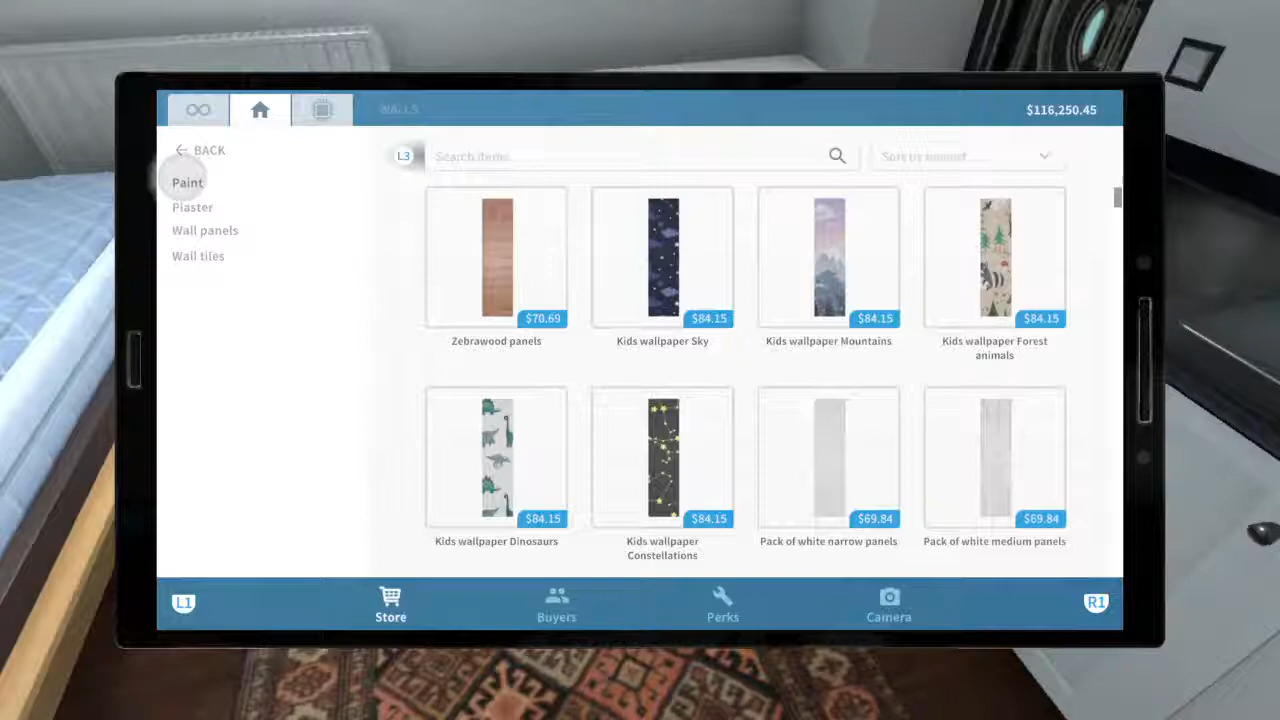 WALLS
$116,250.45
BACK
L3
Search items
Sort by
Paint
Plaster
Wall panels
Wall tiles
$70.69
$84.15
$84.15
$84.15
Zebrawood panels
Kids wallpaper Sky
Kids wallpaper Mountains
Kids wallpaper Forest
animals
$84.15
$84.15
$69.84
$69.84
Kids wallpaper Dinosaurs
Kids wallpaper
Constellations
Pack of white narrow panels
Pack of white medium panels
L1
Store
Buyers
Perks
Camera
R1